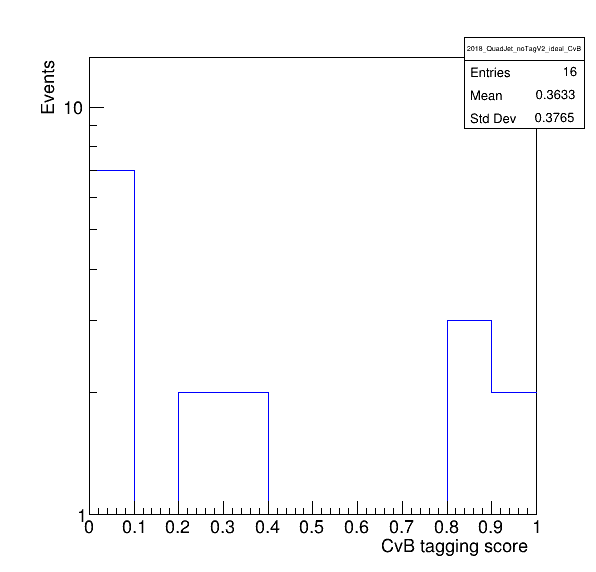 2018_QuadJet_noTagV2_ideal_CvB
Entries 16
Mean 0.3633
Std Dev 0.3765
Events
10
1
0 0.1 0.2 0.3 0.4 0.5 0.6 0.7 0.8 0.9 1
CvB tagging score